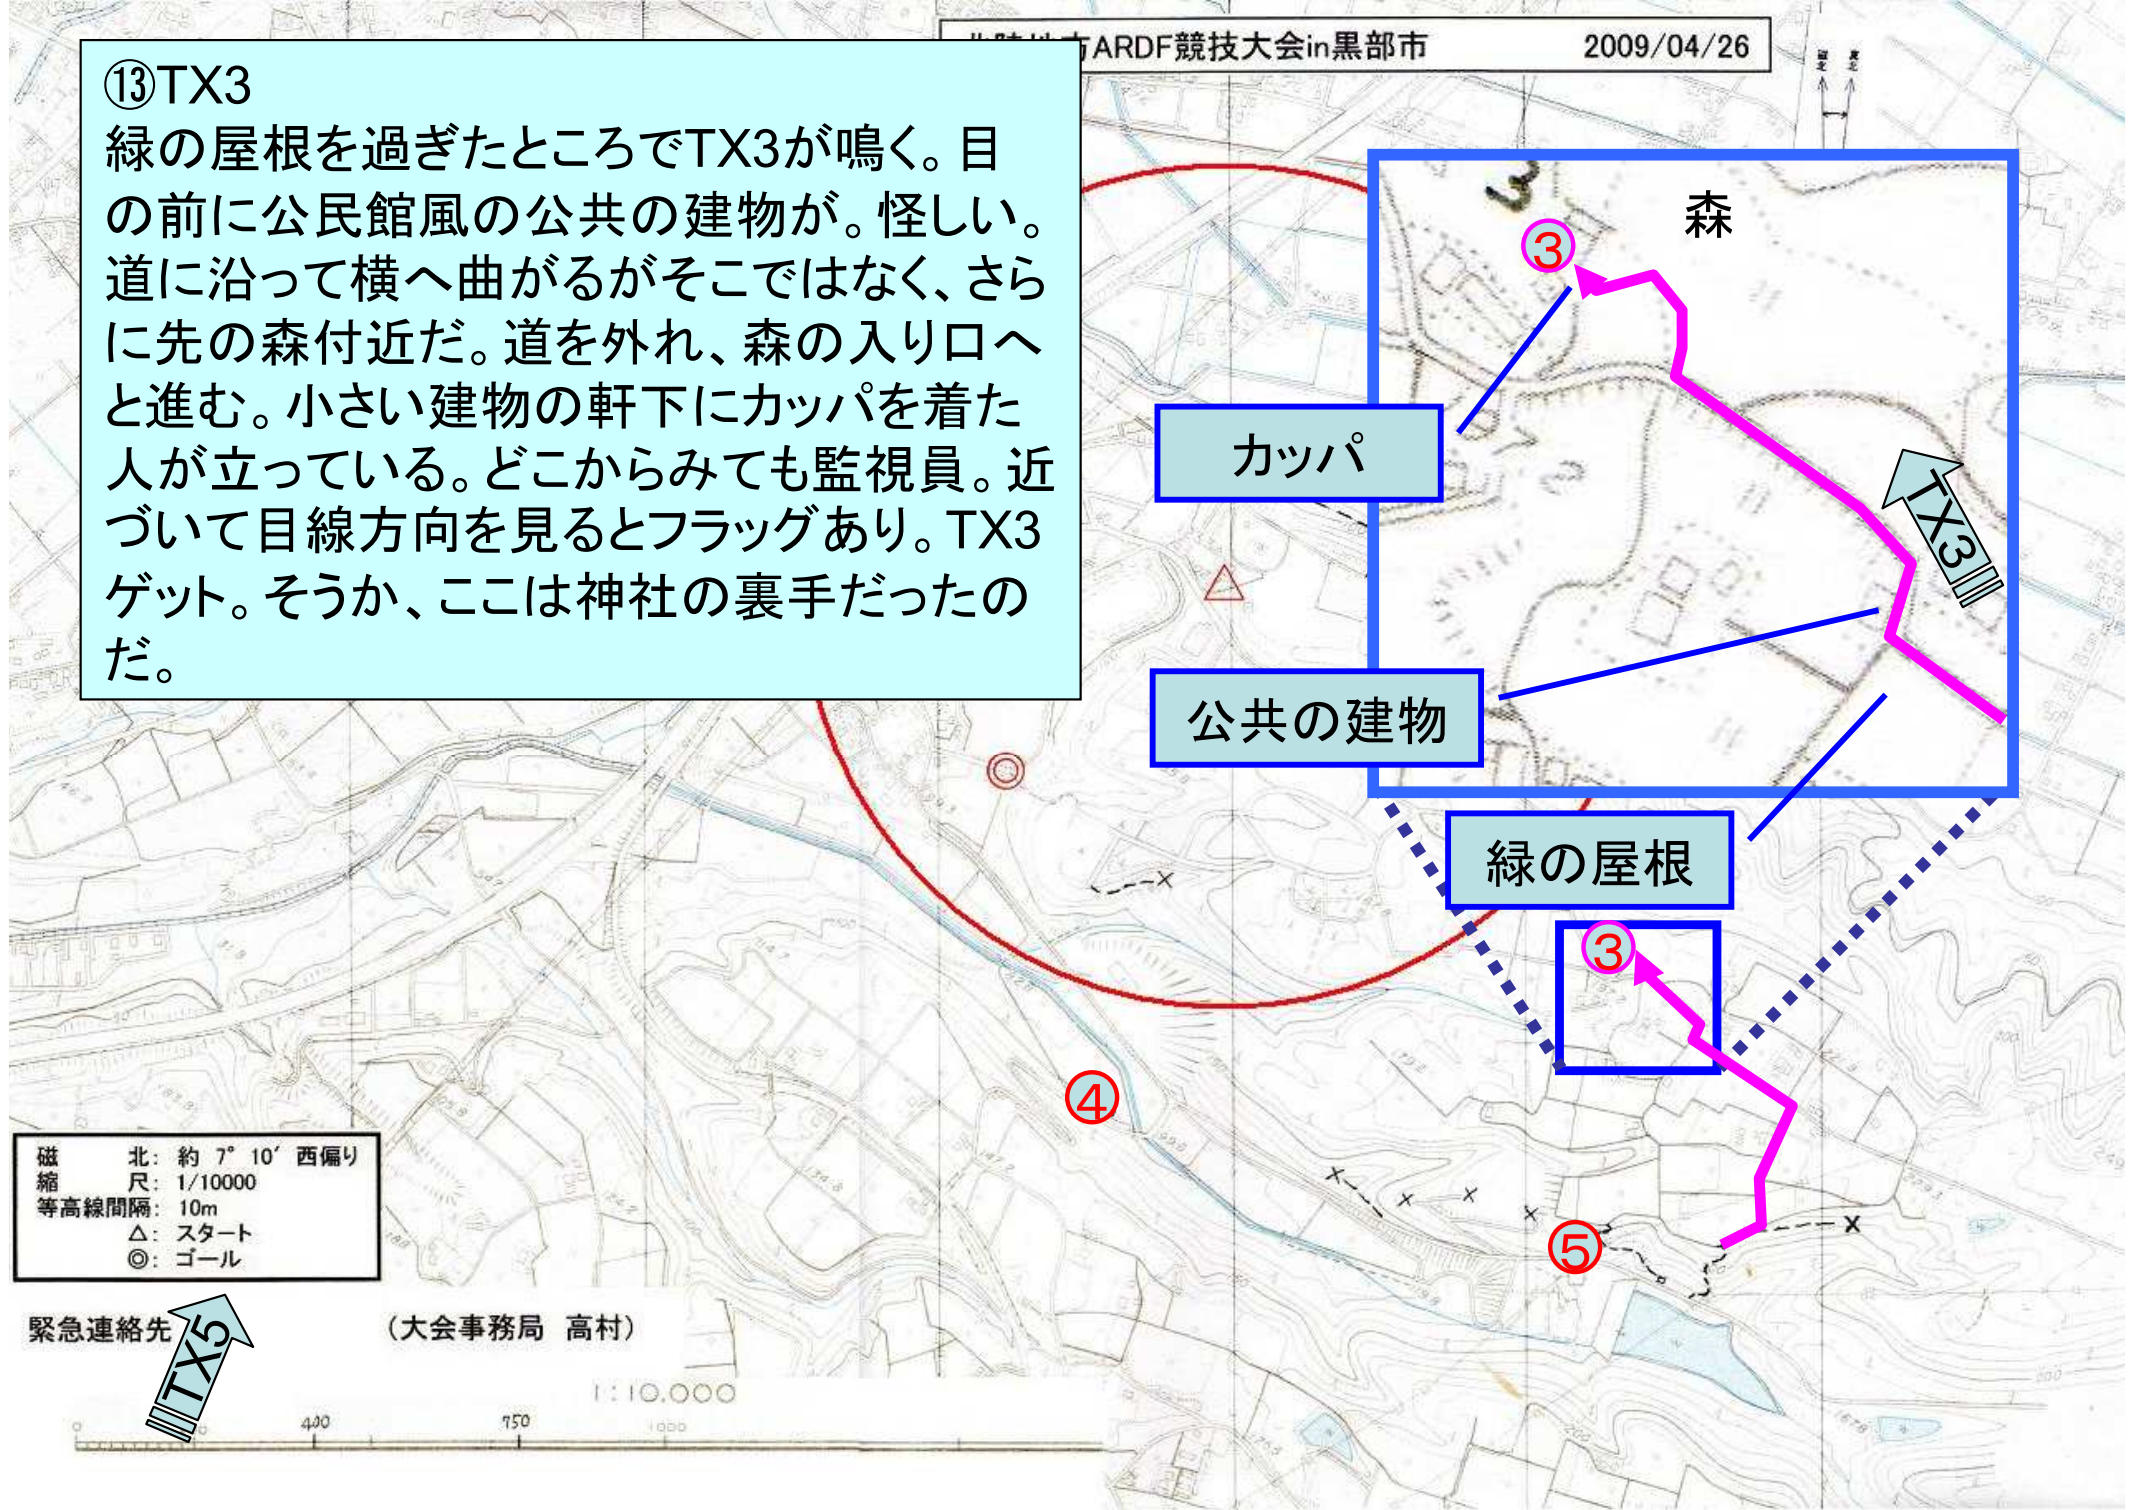 ARDF競技大会in黒部市 2009/04/26
⑬TX3
緑の屋根を過ぎたところでTX3が鳴く。目
の前に公民館風の公共の建物が。怪しい。
道に沿って横へ曲がるがそこではなく、さら
に先の森付近だ。道を外れ、森の入り口へ
と進む。小さい建物の軒下にカッパを着た
人が立っている。どこからみても監視員。近
づいて目線方向を見るとフラッグあり。TX3
ゲット。そうか、ここは神社の裏手だったの
だ。
3
森
③
カッパ
TX3
公共の建物
緑の屋根
③
④
⑤
磁 北: 約 7° 10′ 西偏り
縮 尺: 1/10000
等高線間隔: 10m
△: スタート
◎: ゴール
緊急連絡先 (大会事務局 高村)
TX5
1:10,000
400 750 1000